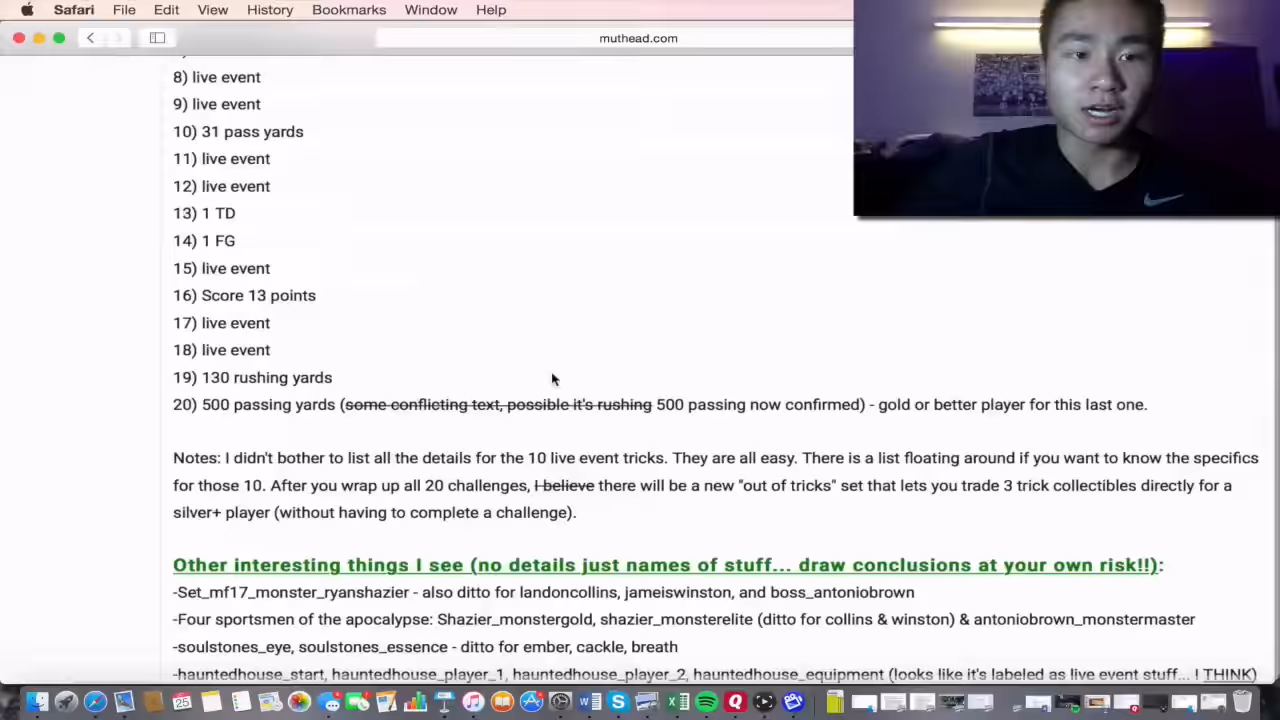 Safari File Edit View History Bookmarks Window Help
muthead.com
8) live event
9) live event
10) 31 pass yards
11) live event
12) live event
13) 1 TD
14) 1 FG
15) live event
16) Score 13 points
17) live event
18) live event
19) 130 rushing yards
20) 500 passing yards (some conflicting text, possible it's rushing 500 passing now confirmed) - gold or better player for this last one.
Notes: I didn't bother to list all the details for the 10 live event tricks. They are all easy. There is a list floating around if you want to know the specifics
for those 10. After you wrap up all 20 challenges, I believe there will be a new "out of tricks" set that lets you trade 3 trick collectibles directly for a
silver+ player (without having to complete a challenge).
Other interesting things I see (no details just names of stuff... draw conclusions at your own risk!!):
-Set_mf17_monster_ryanshazier - also ditto for landoncollins, jameiswinston, and boss_antoniobrown
-Four sportsmen of the apocalypse: Shazier_monstergold, shazier_monsterelite (ditto for collins & winston) & antoniobrown_monstermaster
-soulstones_eye, soulstones_essence - ditto for ember, cackle, breath
-hauntedhouse_start, hauntedhouse_player_1, hauntedhouse_player_2, hauntedhouse_equipment (looks like it's labeled as live event stuff... ! THINK)
25